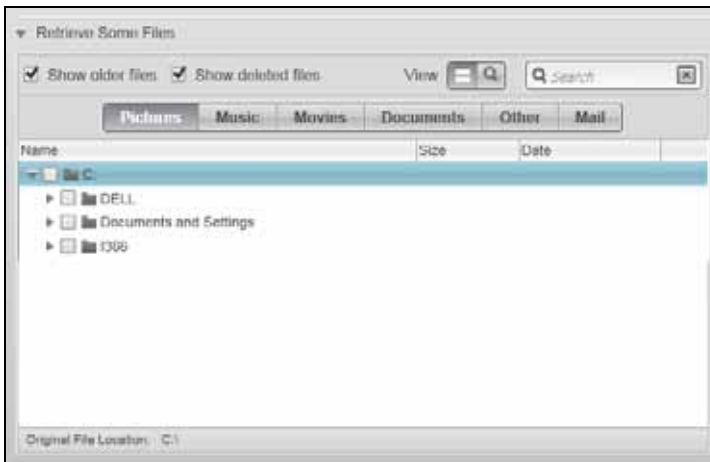 Retrieve Some Files
Show older files Show deleted files View Search
Pictures Music Movies Documents Other Mail
Name Size Date
C:
DELL
Documents and Settings
I386
Original File Location: C:\